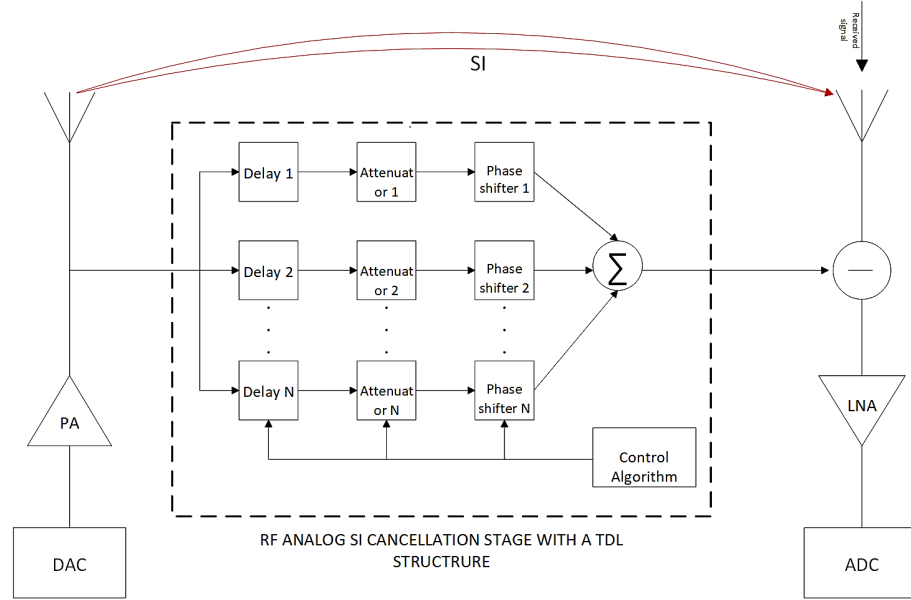 Received
signal
SI
Delay 1
Attenuat
or 1
Phase
shifter 1
Delay 2
Attenuat
or 2
Phase
shifter 2
Σ
—
Delay N
Attenuat
or N
Phase
shifter N
PA
LNA
Control
Algorithm
RF ANALOG SI CANCELLATION STAGE WITH A TDL
STRUCTRURE
DAC
ADC